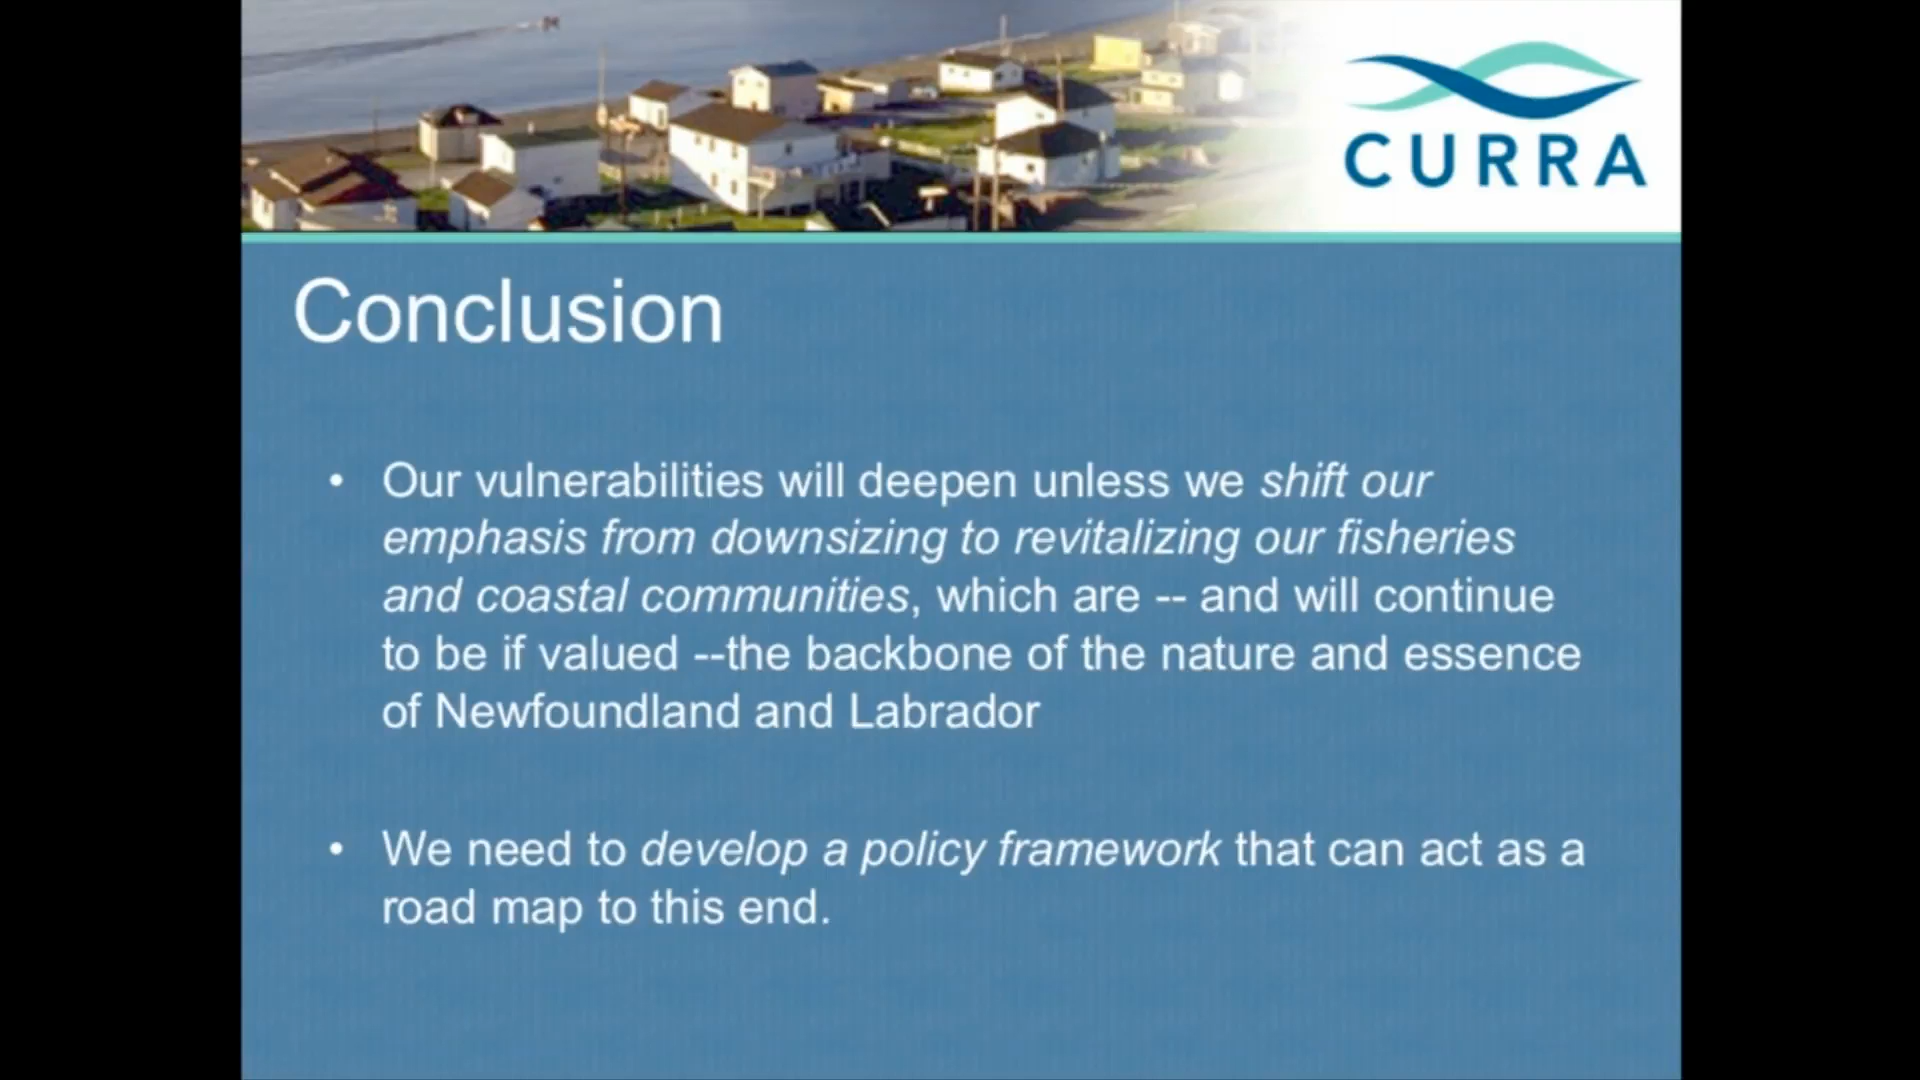 CURRA
Conclusion
• Our vulnerabilities will deepen unless we shift our
emphasis from downsizing to revitalizing our fisheries
and coastal communities, which are -- and will continue
to be if valued --the backbone of the nature and essence
of Newfoundland and Labrador
• We need to develop a policy framework that can act as a
road map to this end.